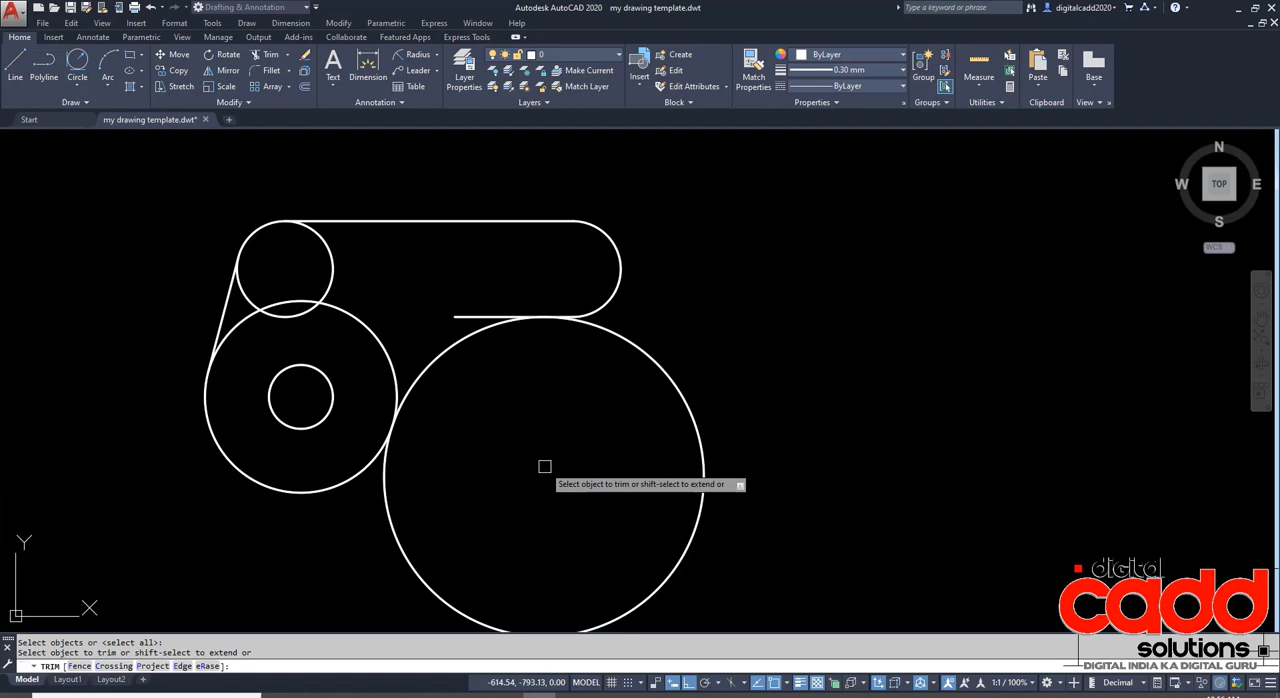 Drafting & Annotation
Autodesk AutoCAD 2020 my drawing template.dwt
Type a keyword or phrase
digitalcadd2020
File Edit View Insert Format Tools Draw Dimension Modify Parametric Express Window Help
Home Insert Annotate Parametric View Manage Output Add-ins Collaborate Featured Apps Express Tools
Line Polyline Circle Arc
Move Rotate Trim
Copy Mirror Fillet
Stretch Scale Array
Text Dimension
Radius
Leader
Table
Layer Properties
0
Make Current
Match Layer
Insert
Create
Edit
Edit Attributes
Match Properties
ByLayer
0.30 mm
ByLayer
Group
Measure
Paste
Base
Draw Modify Annotation Layers Block Properties Groups Utilities Clipboard View
Start my drawing template.dwt*
N
W TOP E
S
WCS
Select object to trim or shift-select to extend or
Y
X
digital
cadd
solutions
DIGITAL INDIA KA DIGITAL GURU
Select objects or <select all>:
Select object to trim or shift-select to extend or
TRIM [Fence Crossing Project Edge eRase]:
Model Layout1 Layout2
-614.54, -793.13, 0.00 MODEL
1:1 / 100%
Decimal